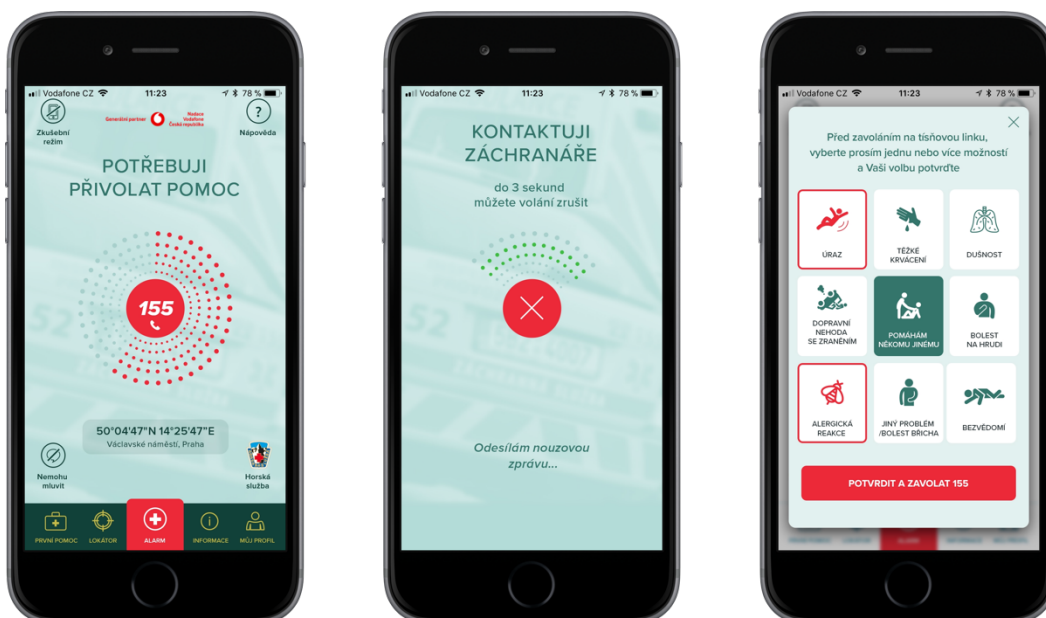 Vodafone CZ 11:23 78 %
Zkušební
režim
Generální partner
Nadace
Vodafone
Česká republika
?
Nápověda
POTŘEBUJI
PŘIVOLAT POMOC
155
50°04'47"N 14°25'47"E
Václavské náměstí, Praha
Nemohu
mluvit
Horská
služba
PRVNÍ POMOC
LOKÁTOR
ALARM
INFORMACE
MŮJ PROFIL
Vodafone CZ 11:23 78 %
KONTAKTUJI
ZÁCHRANÁŘE
do 3 sekund
můžete volání zrušit
Odesílám nouzovou
zprávu...
Vodafone CZ 11:23 78 %
Před zavoláním na tísňovou linku,
vyberte prosím jednu nebo více možností
a Vaši volbu potvrďte
ÚRAZ
TĚŽKÉ
KRVÁCENÍ
DUŠNOST
DOPRAVNÍ
NEHODA
SE ZRANĚNÍM
POMÁHÁM
NĚKOMU JINÉMU
BOLEST
NA HRUDI
ALERGICKÁ
REAKCE
JINÝ PROBLÉM
/BOLEST BŘICHA
BEZVĚDOMÍ
POTVRDIT A ZAVOLAT 155